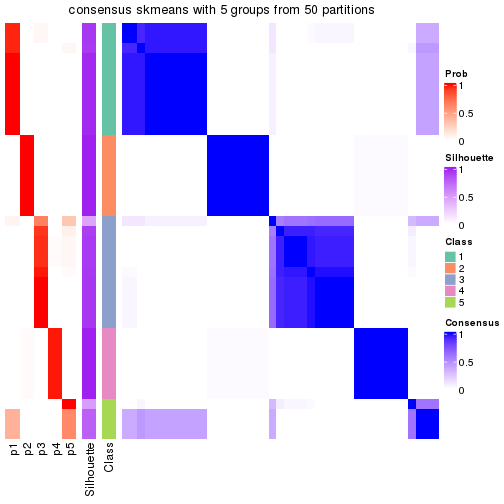 consensus skmeans with 5 groups from 50 partitions
Prob
1
0.5
0
Silhouette
1
0.5
0
Class
1
2
3
4
5
Consensus
1
0.5
0
p1
p2
p3
p4
p5
Silhouette
Class